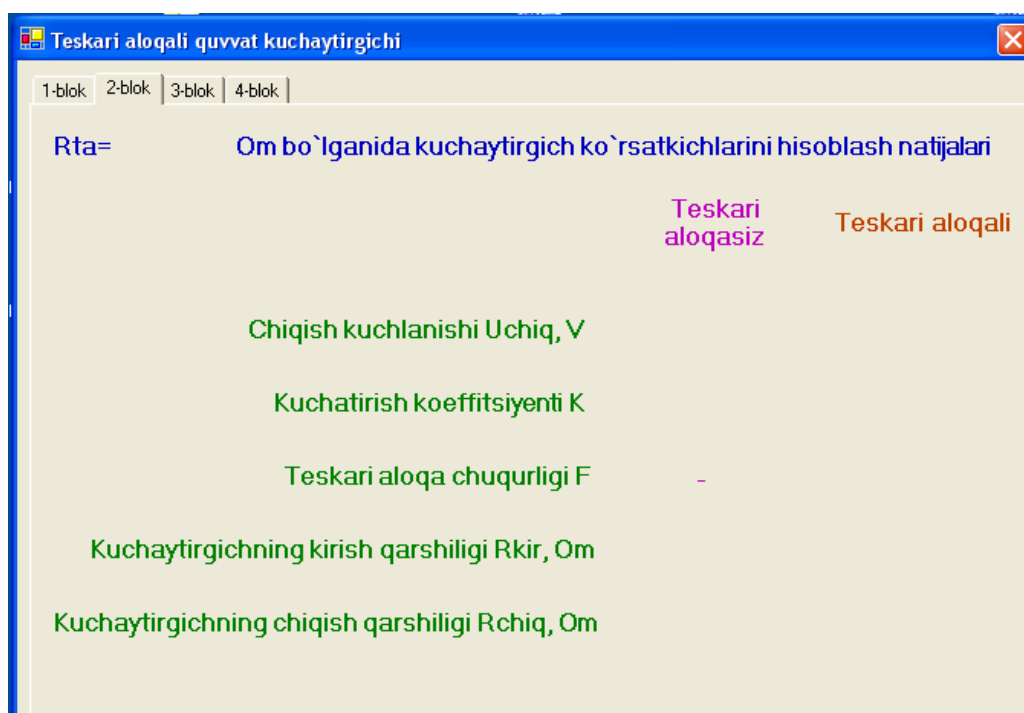 Teskari aloqali quvvat kuchaytirgichi
1-blok 2-blok 3-blok 4-blok
Rta= Om bo`lganida kuchaytirgich ko`rsatkichlarini hisoblash natijalari
Teskari
aloqasiz
Teskari aloqali
Chiqish kuchlanishi Uchiq, V
Kuchatirish koeffitsiyenti K
Teskari aloqa chuqurligi F -
Kuchaytirgichning kirish qarshiligi Rkir, Om
Kuchaytirgichning chiqish qarshiligi Rchiq, Om